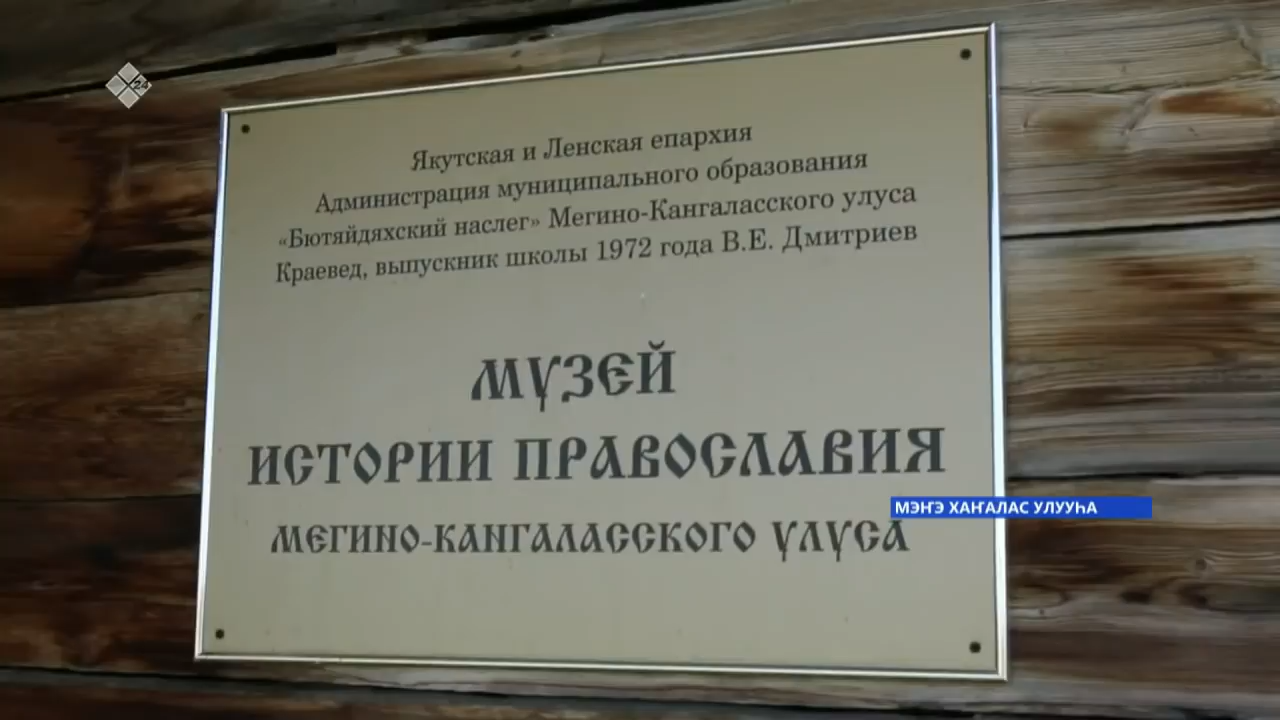 24
Якутская и Ленская епархия
Администрация муниципального образования
«Бютяйдяхский наслег» Мегино-Кангаласского улуса
Краевед, выпускник школы 1972 года В.Е. Дмитриев
МУЗЕЙ
ИСТОРИИ ПРАВОСЛАВИЯ
МЕГИНО-КАНГАЛАССКОГО УЛУСА
МЭҤЭ ХАҤАЛАС УЛУУҺА